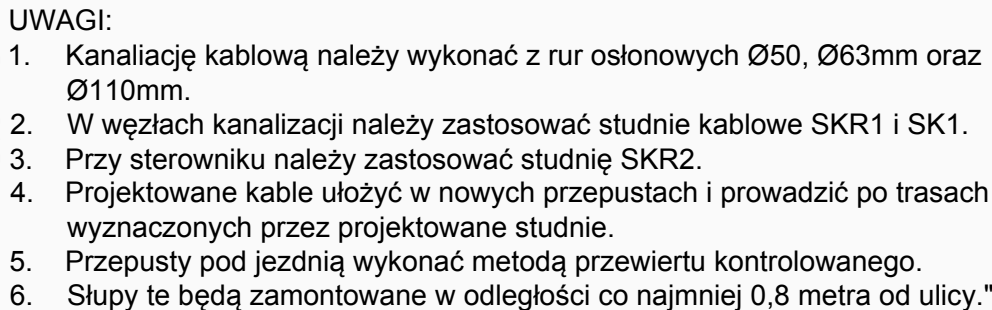 UWAGI:
1. Kanaliację kablową należy wykonać z rur osłonowych Ø50, Ø63mm oraz
Ø110mm.
2. W węzłach kanalizacji należy zastosować studnie kablowe SKR1 i SK1.
3. Przy sterowniku należy zastosować studnię SKR2.
4. Projektowane kable ułożyć w nowych przepustach i prowadzić po trasach
wyznaczonych przez projektowane studnie.
5. Przepusty pod jezdnią wykonać metodą przewiertu kontrolowanego.
6. Słupy te będą zamontowane w odległości co najmniej 0,8 metra od ulicy."